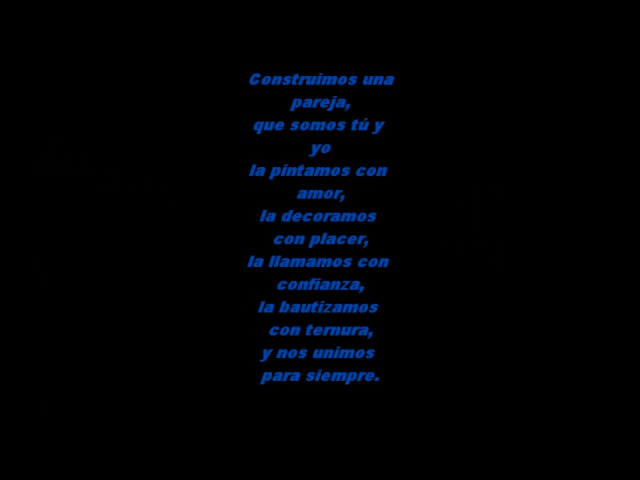 Construimos una
pareja,
que somos tú y
yo
la pintamos con
amor,
la decoramos
con placer,
la llamamos con
confianza,
la bautizamos
con ternura,
y nos unimos
para siempre.